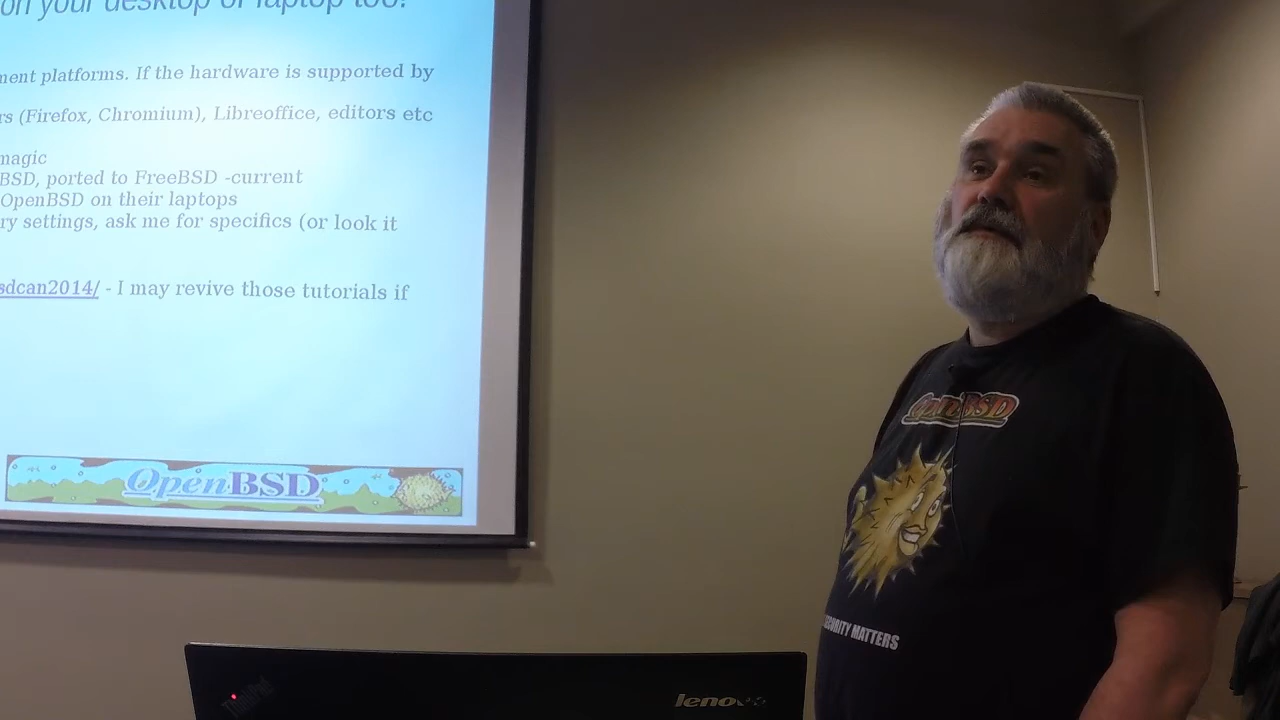 on your desktop or laptop too!
ment platforms. If the hardware is supported by
rs (Firefox, Chromium), Libreoffice, editors etc
magic
BSD, ported to FreeBSD -current
OpenBSD on their laptops
ry settings, ask me for specifics (or look it
sdcan2014/ - I may revive those tutorials if
OpenBSD
OpenBSD
SECURITY MATTERS
ThinkPad
lenovo